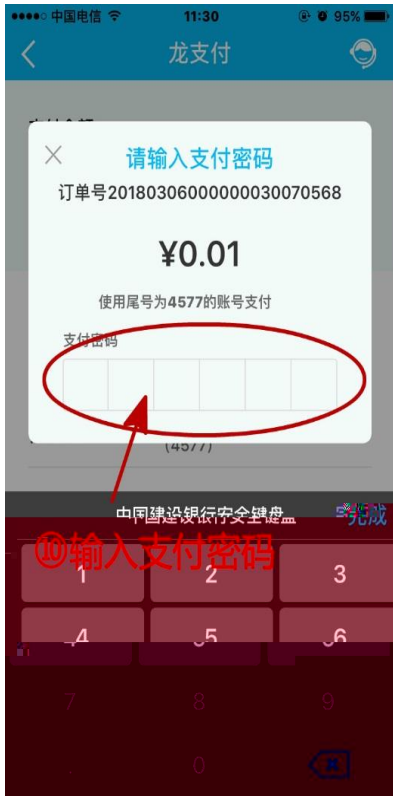 中国电信 11:30 95%
龙支付
请输入支付密码
订单号20180306000000030070568
¥0.01
使用尾号为4577的账号支付
支付密码
(4577)
中国建设银行安全键盘 完成
⑩输入支付密码
1 2 3
4 5 6
7 8 9
0